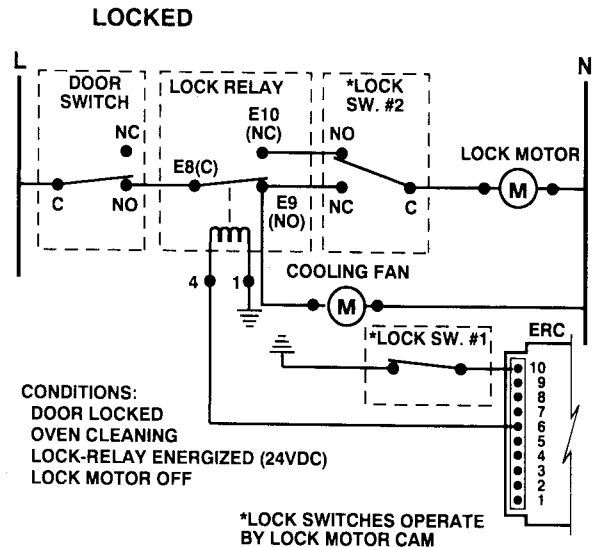 LOCKED
L
N
DOOR
SWITCH
LOCK RELAY
*LOCK
SW. #2
NC
E10
(NC)
NO
LOCK MOTOR
E8(C)
M
C
NO
E9
(NO)
NC
C
4
1
COOLING FAN
M
ERC
*LOCK SW. #1
10
9
8
7
6
5
4
3
2
1
CONDITIONS:
DOOR LOCKED
OVEN CLEANING
LOCK-RELAY ENERGIZED (24VDC)
LOCK MOTOR OFF
*LOCK SWITCHES OPERATE
BY LOCK MOTOR CAM